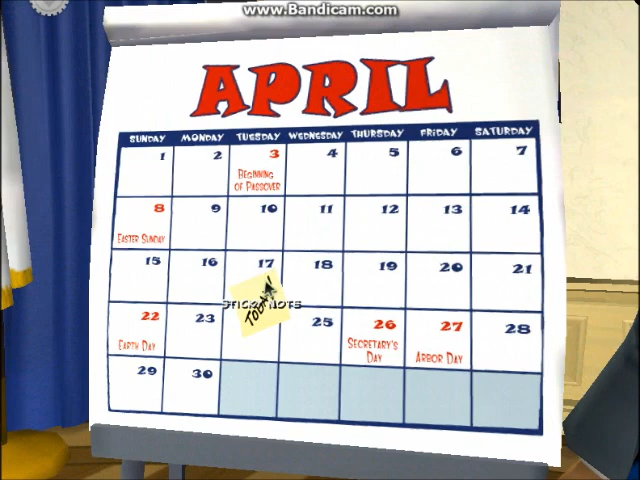 www.Bandicam.com
APRIL
SUNDAY MONDAY TUESDAY WEDNESDAY THURSDAY FRIDAY SATURDAY
1 2 3 4 5 6 7
BEGINNING
OF PASSOVER
8 9 10 11 12 13 14
EASTER SUNDAY
15 16 17 18 19 20 21
STICKY NOTE
TODAY
22 23 25 26 27 28
EARTH DAY SECRETARY'S
DAY ARBOR DAY
29 30